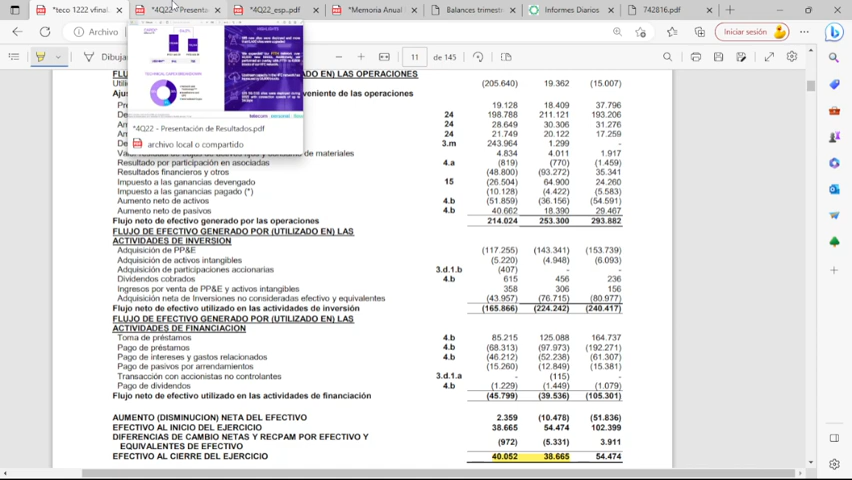 *teco 1222 vfinal
*4Q22 - Presenta
*4Q22_esp.pdf
*Memoria Anual
Balances trimestr
Informes Diarios
742816.pdf
Archivo
Iniciar sesión
Dibujar
11 de 145
HIGHLIGHTS
*4Q22 - Presentación de Resultados.pdf
archivo local o compartido
UTILIZADO EN) LAS OPERACIONES
Utili (205.640) 19.362 (15.007)
Ajus oveniente de las operaciones
Pre 19.128 18.409 37.796
De 24 198.788 211.121 193.206
Am 24 28.649 30.306 31.276
Am 24 21.749 20.122 17.259
De 3.m 243.964 1.299 -
Valor residual de bajas de activos fijos y consumo de materiales 4.834 4.011 1.917
Resultado por participación en asociadas 4.a (819) (770) (1.459)
Resultados financieros y otros (48.800) (93.272) 35.341
Impuesto a las ganancias devengado 15 (26.504) 64.900 24.260
Impuesto a las ganancias pagado (*) (10.128) (4.422) (5.583)
Aumento neto de activos 4.b (51.859) (36.156) (54.591)
Aumento neto de pasivos 4.b 40.662 18.390 29.467
Flujo neto de efectivo generado por las operaciones 214.024 253.300 293.882
FLUJO DE EFECTIVO GENERADO POR (UTILIZADO EN) LAS
ACTIVIDADES DE INVERSION
Adquisición de PP&E (117.255) (143.341) (153.739)
Adquisición de activos intangibles (5.220) (4.948) (6.093)
Adquisición de participaciones accionarias 3.d.1.b (407) - -
Dividendos cobrados 4.b 615 456 236
Ingresos por venta de PP&E y activos intangibles 358 306 156
Adquisición neta de Inversiones no consideradas efectivo y equivalentes (43.957) (76.715) (80.977)
Flujo neto de efectivo utilizado en las actividades de inversión (165.866) (224.242) (240.417)
FLUJO DE EFECTIVO GENERADO POR (UTILIZADO EN) LAS
ACTIVIDADES DE FINANCIACION
Toma de préstamos 4.b 85.215 125.088 164.737
Pago de préstamos 4.b (68.313) (97.973) (192.271)
Pago de intereses y gastos relacionados 4.b (46.212) (52.238) (61.307)
Pago de pasivos por arrendamientos (15.260) (12.849) (15.381)
Transacción con accionistas no controlantes 3.d.1.a - (115) -
Pago de dividendos 4.b (1.229) (1.449) (1.079)
Flujo neto de efectivo utilizado en las actividades de financiación (45.799) (39.536) (105.301)
AUMENTO (DISMINUCION) NETA DEL EFECTIVO 2.359 (10.478) (51.836)
EFECTIVO AL INICIO DEL EJERCICIO 38.665 54.474 102.399
DIFERENCIAS DE CAMBIO NETAS Y RECPAM POR EFECTIVO Y
EQUIVALENTES DE EFECTIVO (972) (5.331) 3.911
EFECTIVO AL CIERRE DEL EJERCICIO 40.052 38.665 54.474